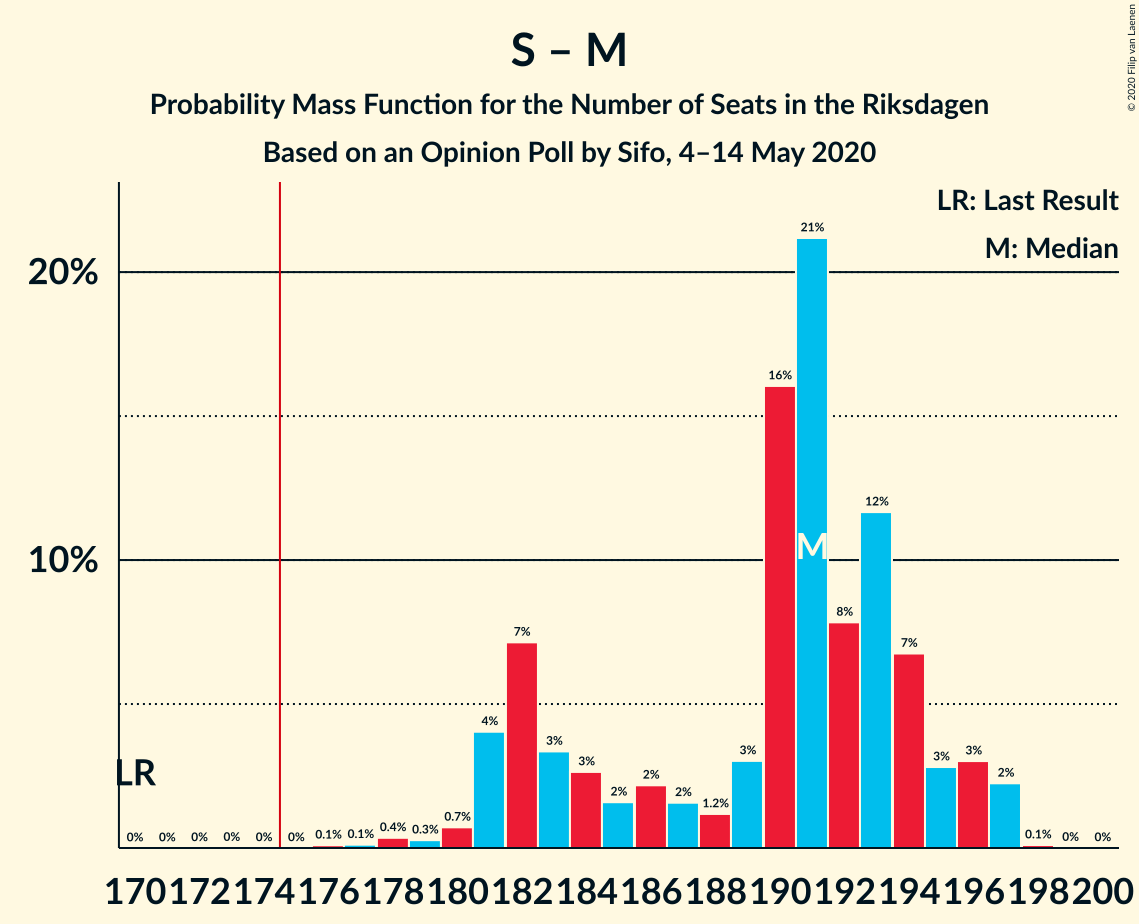 S – M
Probability Mass Function for the Number of Seats in the Riksdagen
Based on an Opinion Poll by Sifo, 4–14 May 2020
© 2020 Filip van Laenen
LR: Last Result
M: Median
20%
10%
LR
M
0% 0% 0% 0% 0% 0% 0.1% 0.1% 0.4% 0.3% 0.7% 4% 7% 3% 3% 2% 2% 2% 1.2% 3% 16% 21% 8% 12% 7% 3% 3% 2% 0.1% 0% 0%
170 172 174 176 178 180 182 184 186 188 190 192 194 196 198 200